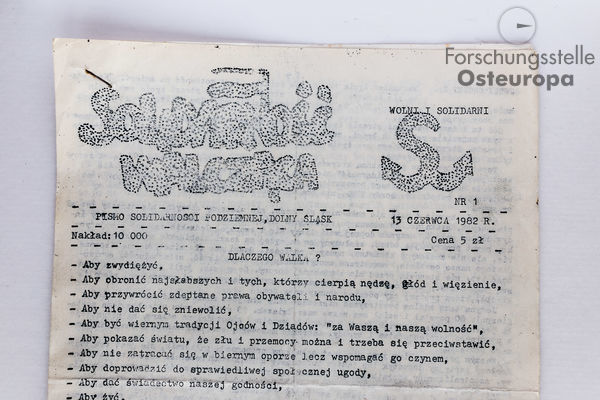 Forschungsstelle
Osteuropa
Solidarność
WOLNI I SOLIDARNI
walcząca
NR 1
PISMO SOLIDARNOSCI PODZIEMNEJ, DOLNY ŚLĄSK
13 CZERWCA 1982 R.
Nakład: 10 000
Cena 5 zł
DLACZEGO WALKA ?
- Aby zwyciężyć,
- Aby obronić najsłabszych i tych, którzy cierpią nędzę, głód i więzienie,
- Aby przywrócić zdeptane prawa obywateli i narodu,
- Aby nie dać się zniewolić,
- Aby być wiernym tradycji Ojców i Dziadów: "za Waszą i naszą wolność",
- Aby pokazać światu, że złu i przemocy można i trzeba się przeciwstawić,
- Aby nie zatracać się w biernym oporze lecz wspomagać go czynem,
- Aby doprowadzić do sprawiedliwej społecznej ugody,
- Aby dać świadectwo naszej godności,
- Aby żyć.